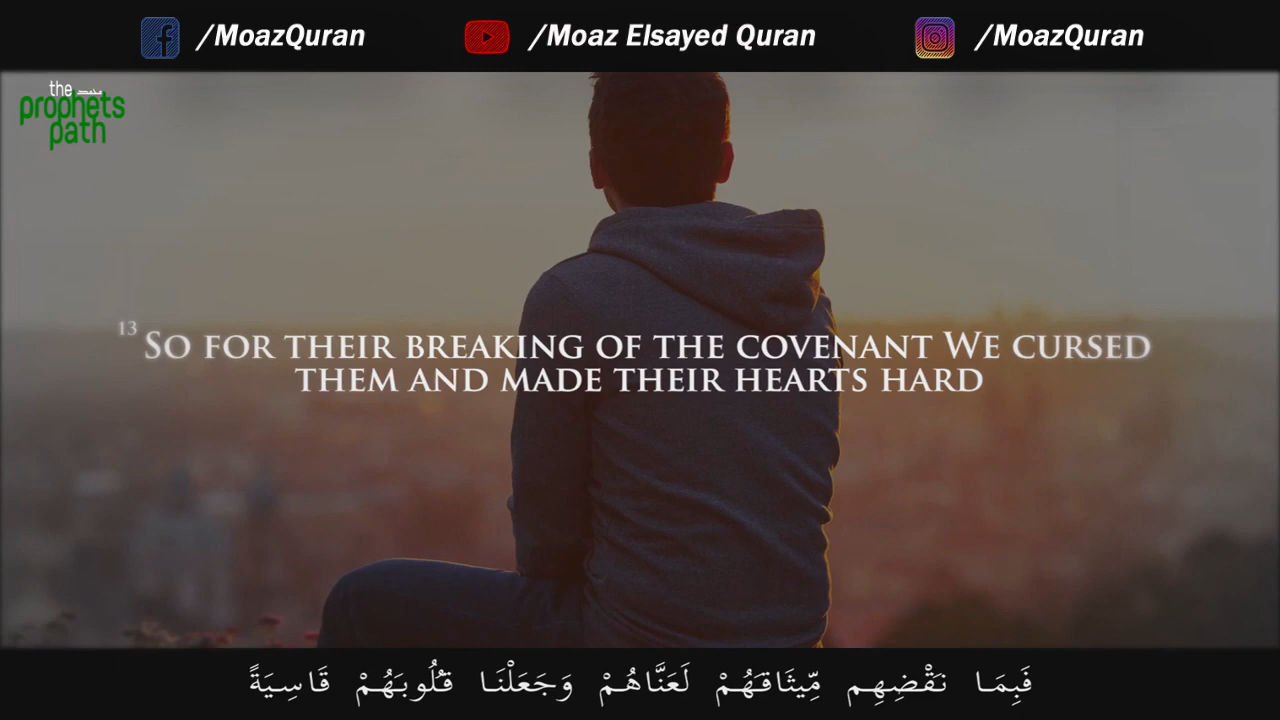 /MoazQuran
/Moaz Elsayed Quran
/MoazQuran
the
prophets
path
13 So for their breaking of the covenant We cursed
them and made their hearts hard
فَبِمَا نَقْضِهِم مِّيثَاقَهُمْ لَعَنَّاهُمْ وَجَعَلْنَا قُلُوبَهُمْ قَاسِيَةً